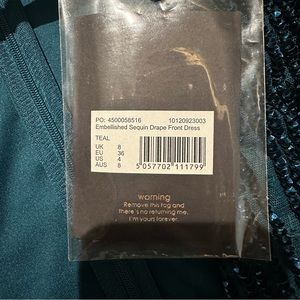 PO: 4500058516 10120923003
Embellished Sequin Drape Front Dress
TEAL
UK 8
EU 36
US 4
AUS 8
5 057702 111799
warning
Remove this tag and
there's no returning me.
I'm yours forever.